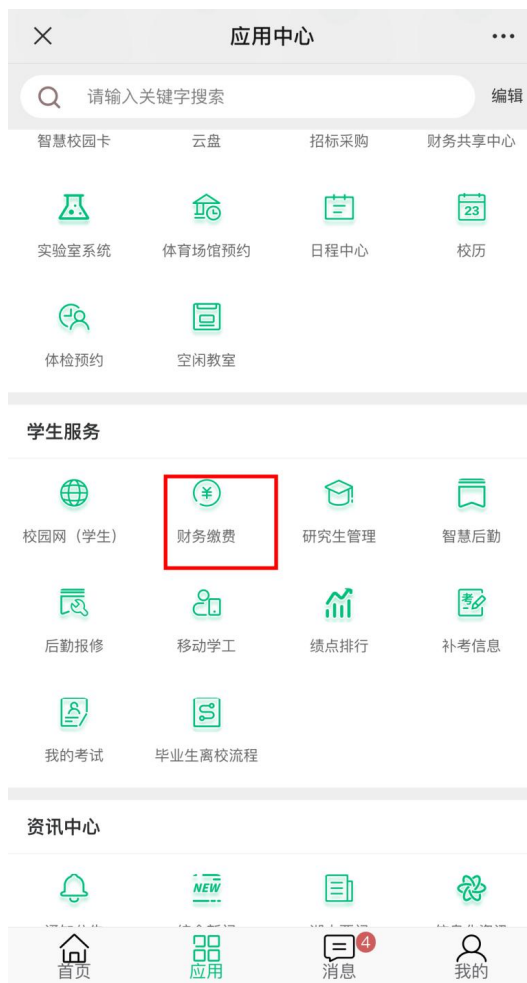 应用中心
请输入关键字搜索 编辑
智慧校园卡 云盘 招标采购 财务共享中心
23
实验室系统 体育场馆预约 日程中心 校历
体检预约 空闲教室
学生服务
¥
校园网（学生） 财务缴费 研究生管理 智慧后勤
考
后勤报修 移动学工 绩点排行 补考信息
我的考试 毕业生离校流程
资讯中心
NEW
4
首页 应用 消息 我的